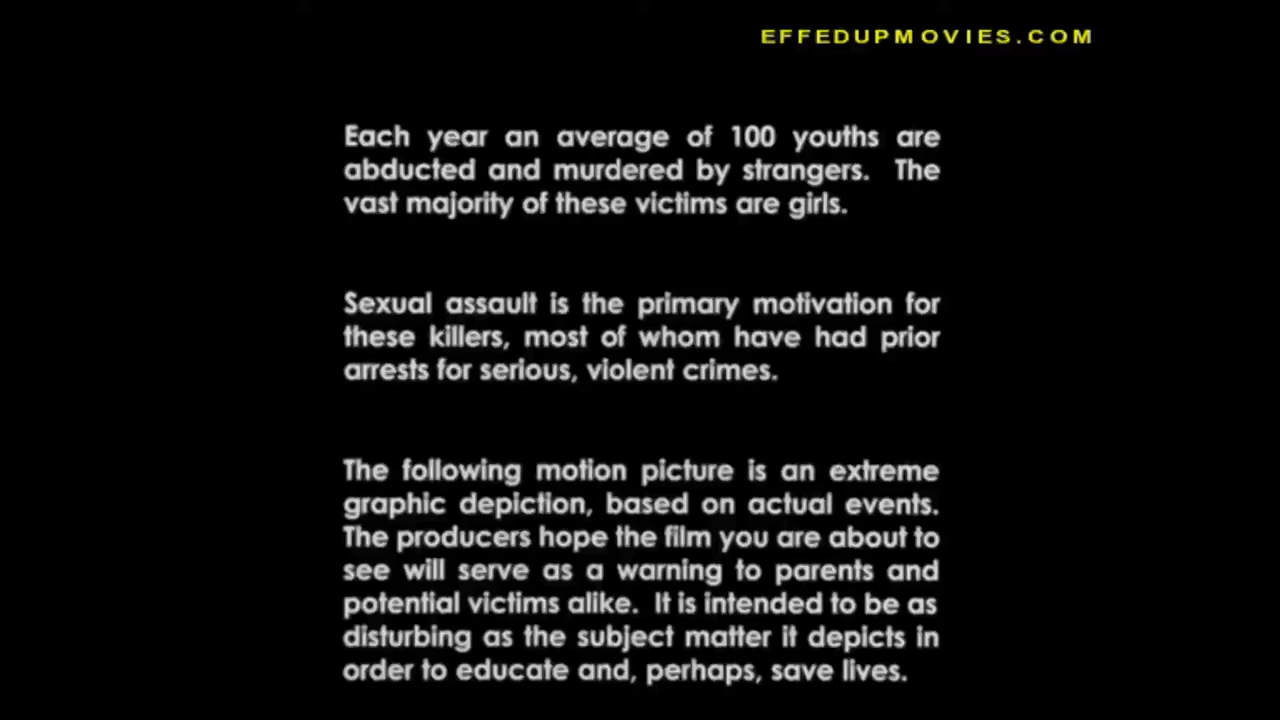 EFFEDUPMOVIES.COM
Each year an average of 100 youths are
abducted and murdered by strangers. The
vast majority of these victims are girls.
Sexual assault is the primary motivation for
these killers, most of whom have had prior
arrests for serious, violent crimes.
The following motion picture is an extreme
graphic depiction, based on actual events.
The producers hope the film you are about to
see will serve as a warning to parents and
potential victims alike. It is intended to be as
disturbing as the subject matter it depicts in
order to educate and, perhaps, save lives.